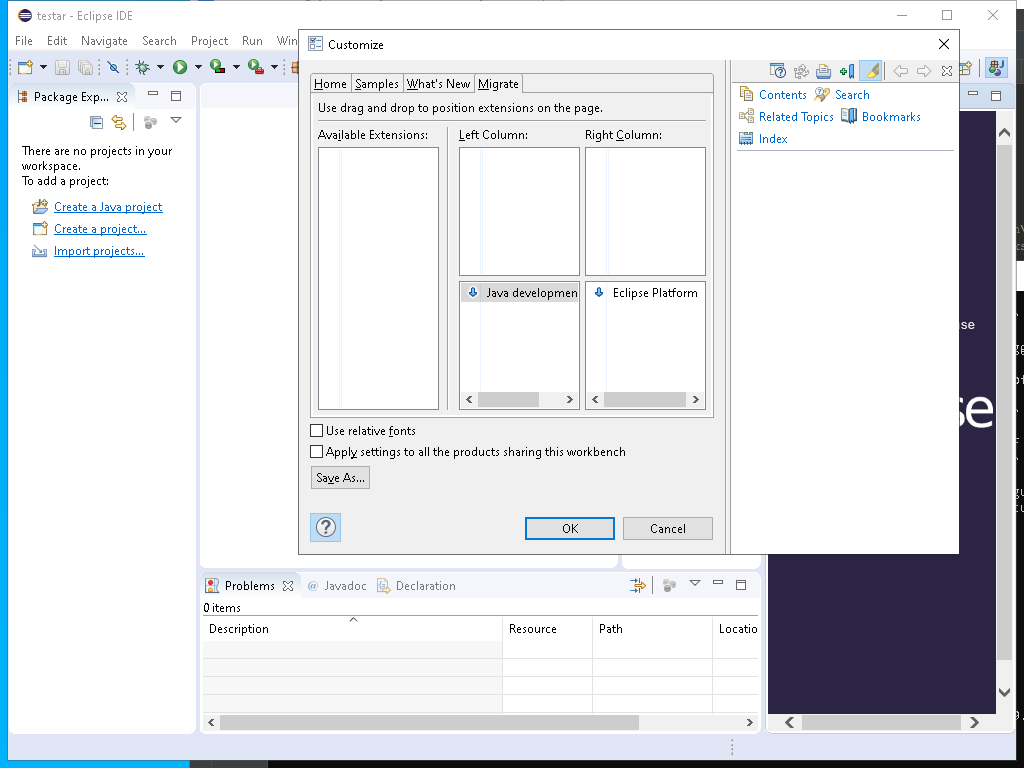 testar - Eclipse IDE
File Edit Navigate Search Project Run
Customize
Package Exp...
There are no projects in your
workspace.
To add a project:
Create a Java project
Create a project...
Import projects...
Home Samples What's New Migrate
Use drag and drop to position extensions on the page.
Available Extensions: Left Column: Right Column:
Java developmen Eclipse Platform
Use relative fonts
Apply settings to all the products sharing this workbench
Save As...
OK Cancel
Contents Search
Related Topics Bookmarks
Index
Problems @ Javadoc Declaration
0 items
Description Resource Path Locatio